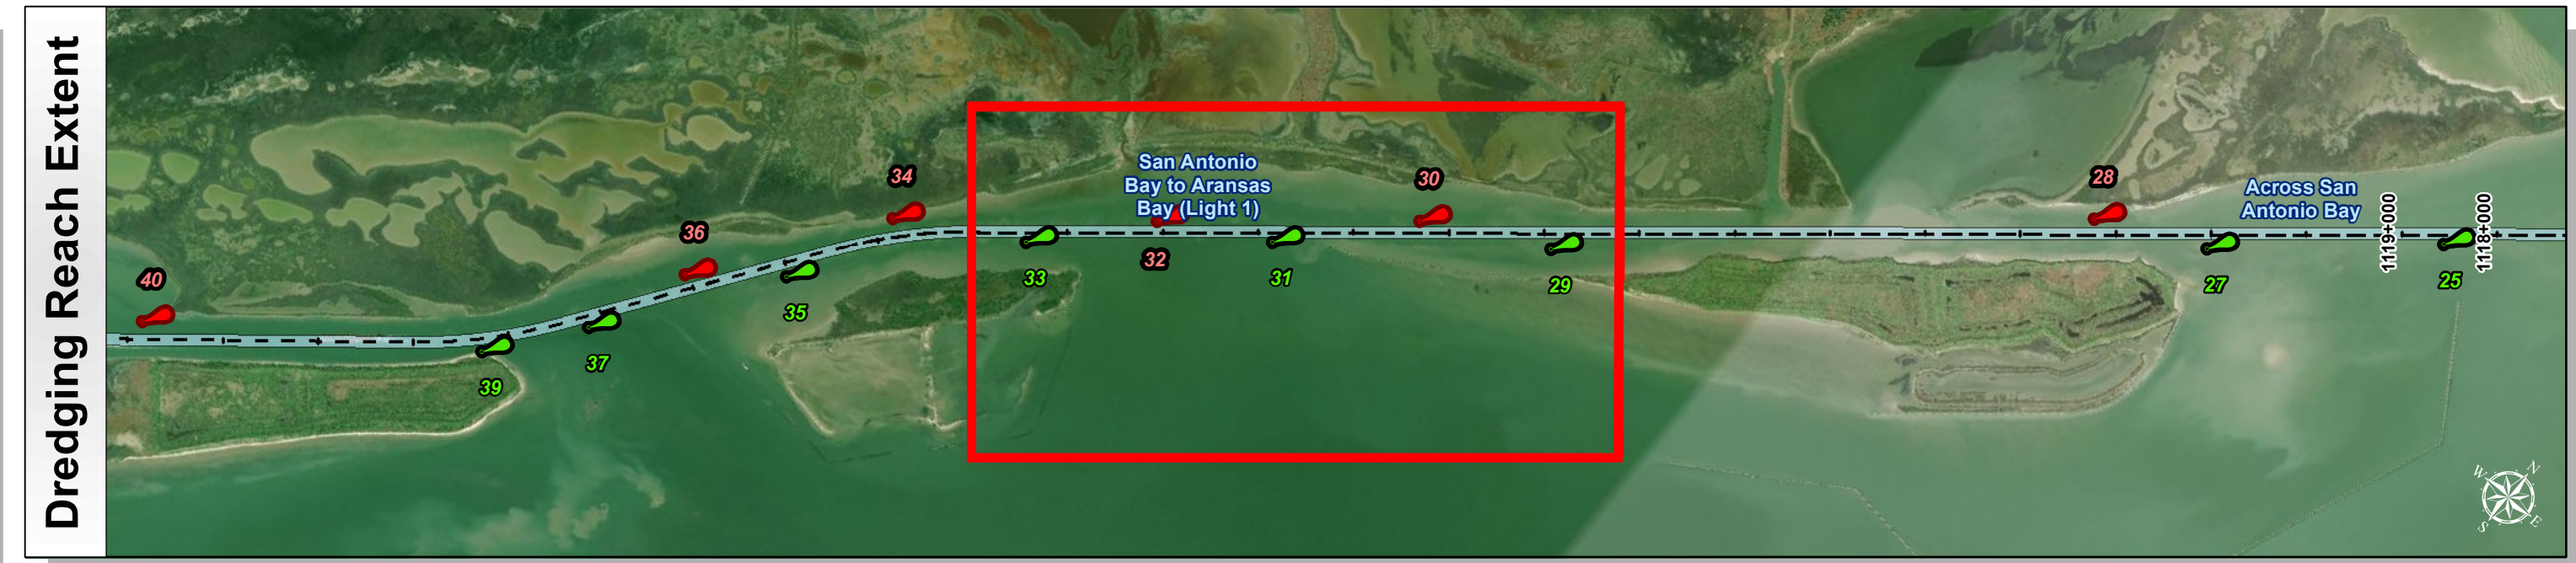 Dredging Reach Extent
40
39
37
36
35
34
33
San Antonio
Bay to Aransas
Bay (Light 1)
32
31
30
29
28
27
Across San
Antonio Bay
1119+000
25
1118+000
W
N
S
E